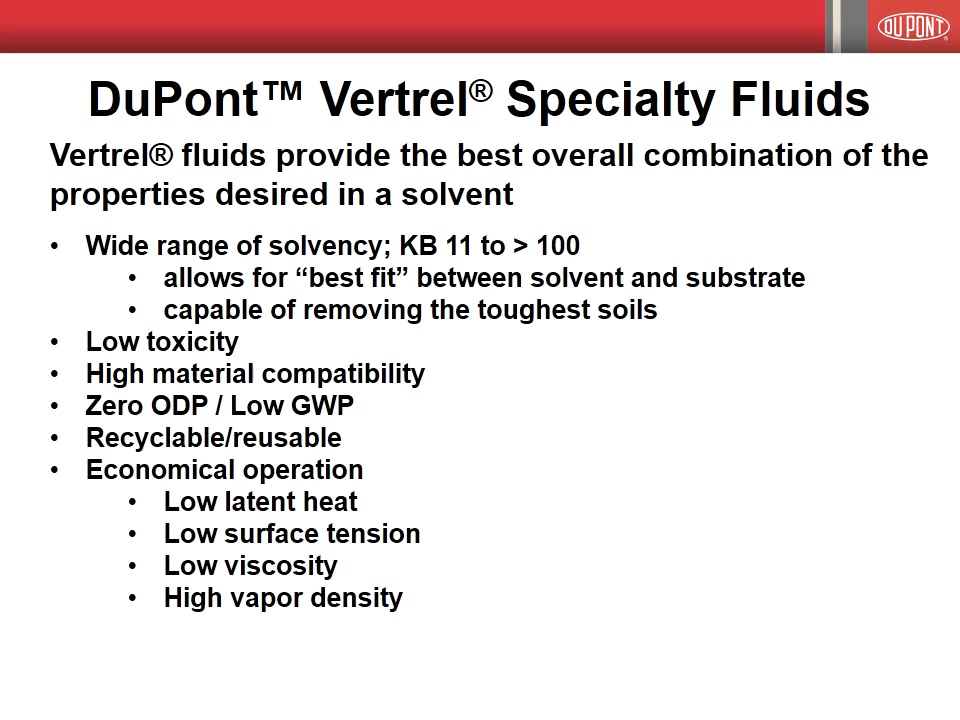 DU PONT®
DuPont™ Vertrel® Specialty Fluids
Vertrel® fluids provide the best overall combination of the
properties desired in a solvent
• Wide range of solvency; KB 11 to > 100
• allows for “best fit” between solvent and substrate
• capable of removing the toughest soils
• Low toxicity
• High material compatibility
• Zero ODP / Low GWP
• Recyclable/reusable
• Economical operation
• Low latent heat
• Low surface tension
• Low viscosity
• High vapor density